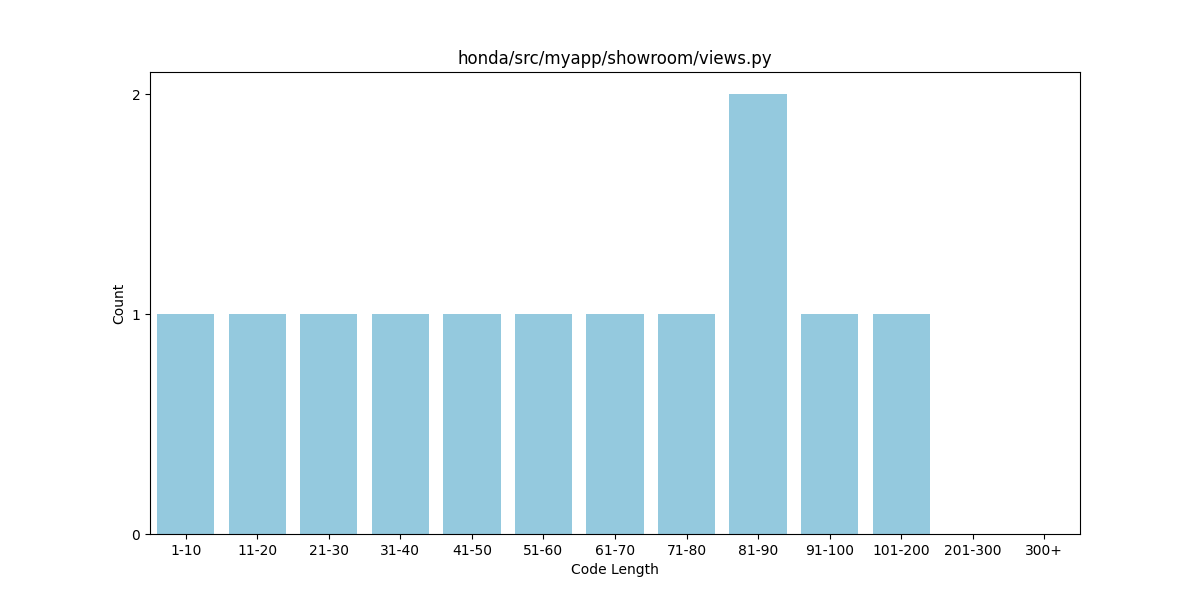 honda/src/myapp/showroom/views.py
2
1
0
Count
1-10 11-20 21-30 31-40 41-50 51-60 61-70 71-80 81-90 91-100 101-200 201-300 300+
Code Length